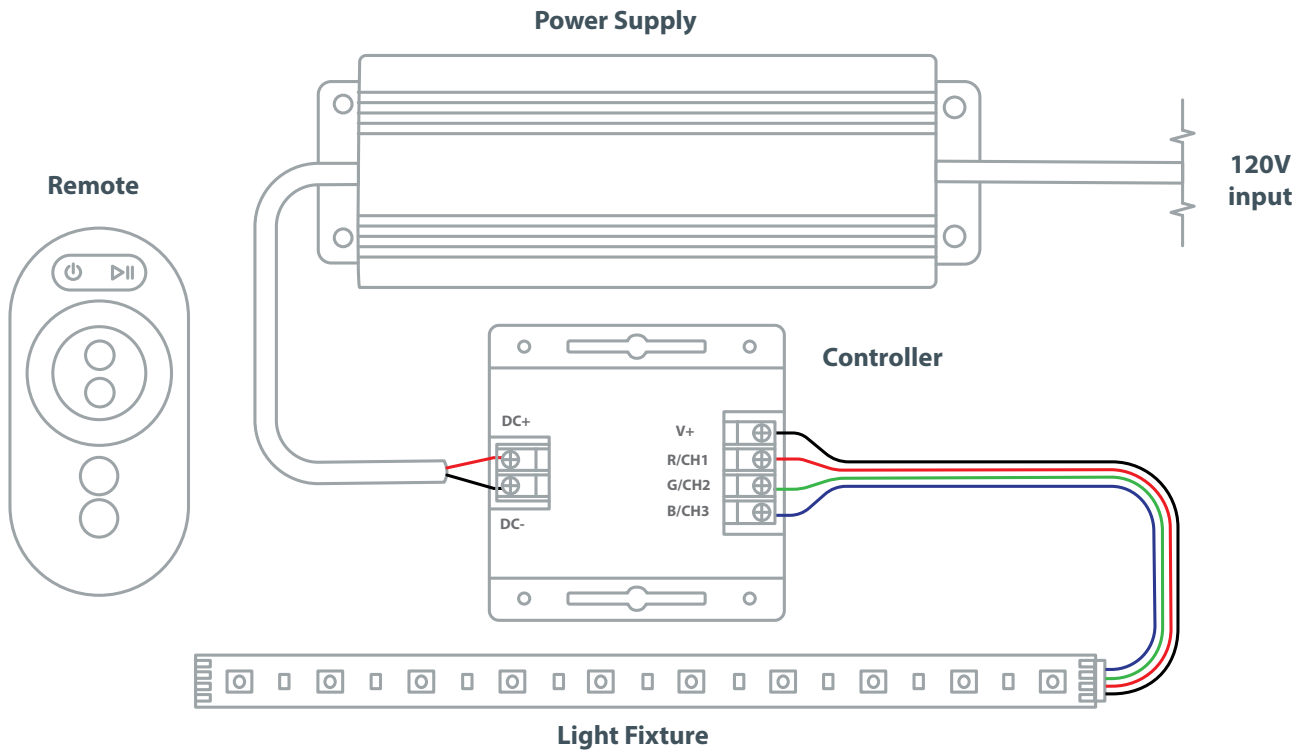 Power Supply
120V
input
Remote
Controller
DC+
V+
R/CH1
G/CH2
B/CH3
DC-
Light Fixture